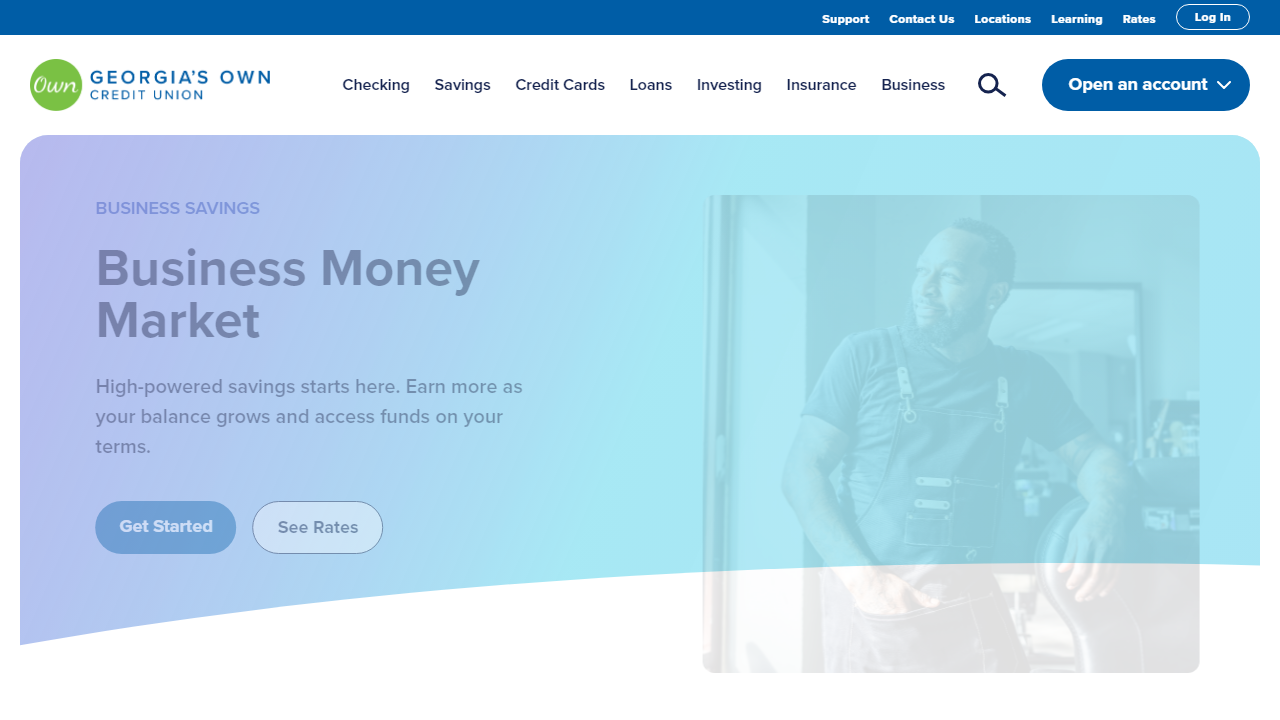 Support Contact Us Locations Learning Rates Log In
Own GEORGIA'S OWN
CREDIT UNION
Checking Savings Credit Cards Loans Investing Insurance Business Open an account
BUSINESS SAVINGS
Business Money
Market
High-powered savings starts here. Earn more as
your balance grows and access funds on your
terms.
Get Started See Rates